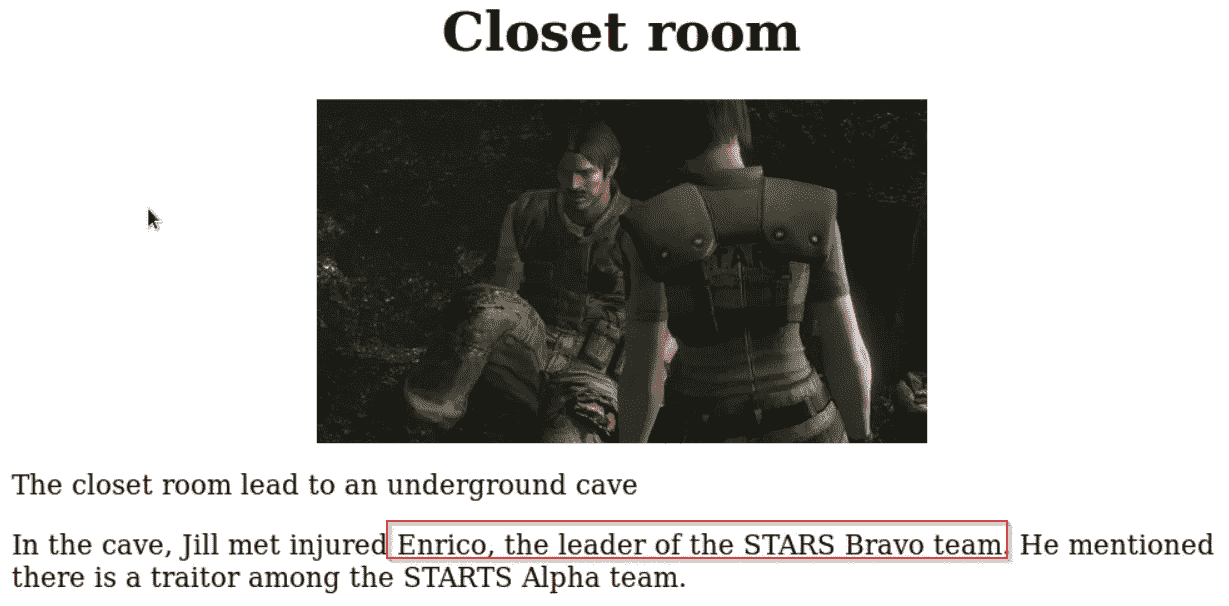 Closet room
The closet room lead to an underground cave
In the cave, Jill met injured Enrico, the leader of the STARS Bravo team. He mentioned
there is a traitor among the STARTS Alpha team.